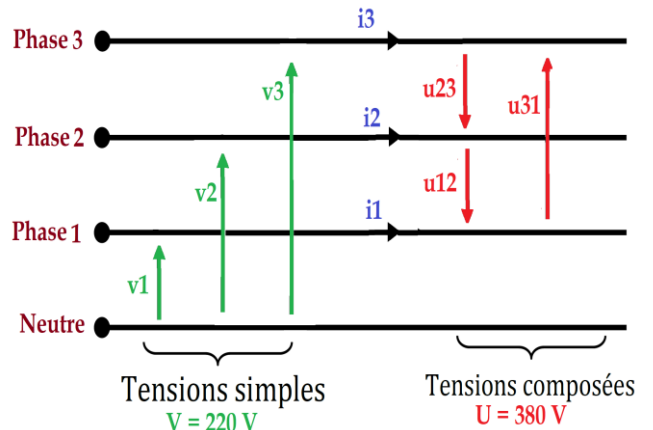 i3
Phase 3
v3
u23
u31
i2
Phase 2
v2
u12
i1
Phase 1
v1
Neutre
Tensions simples
V = 220 V
Tensions composées
U = 380 V